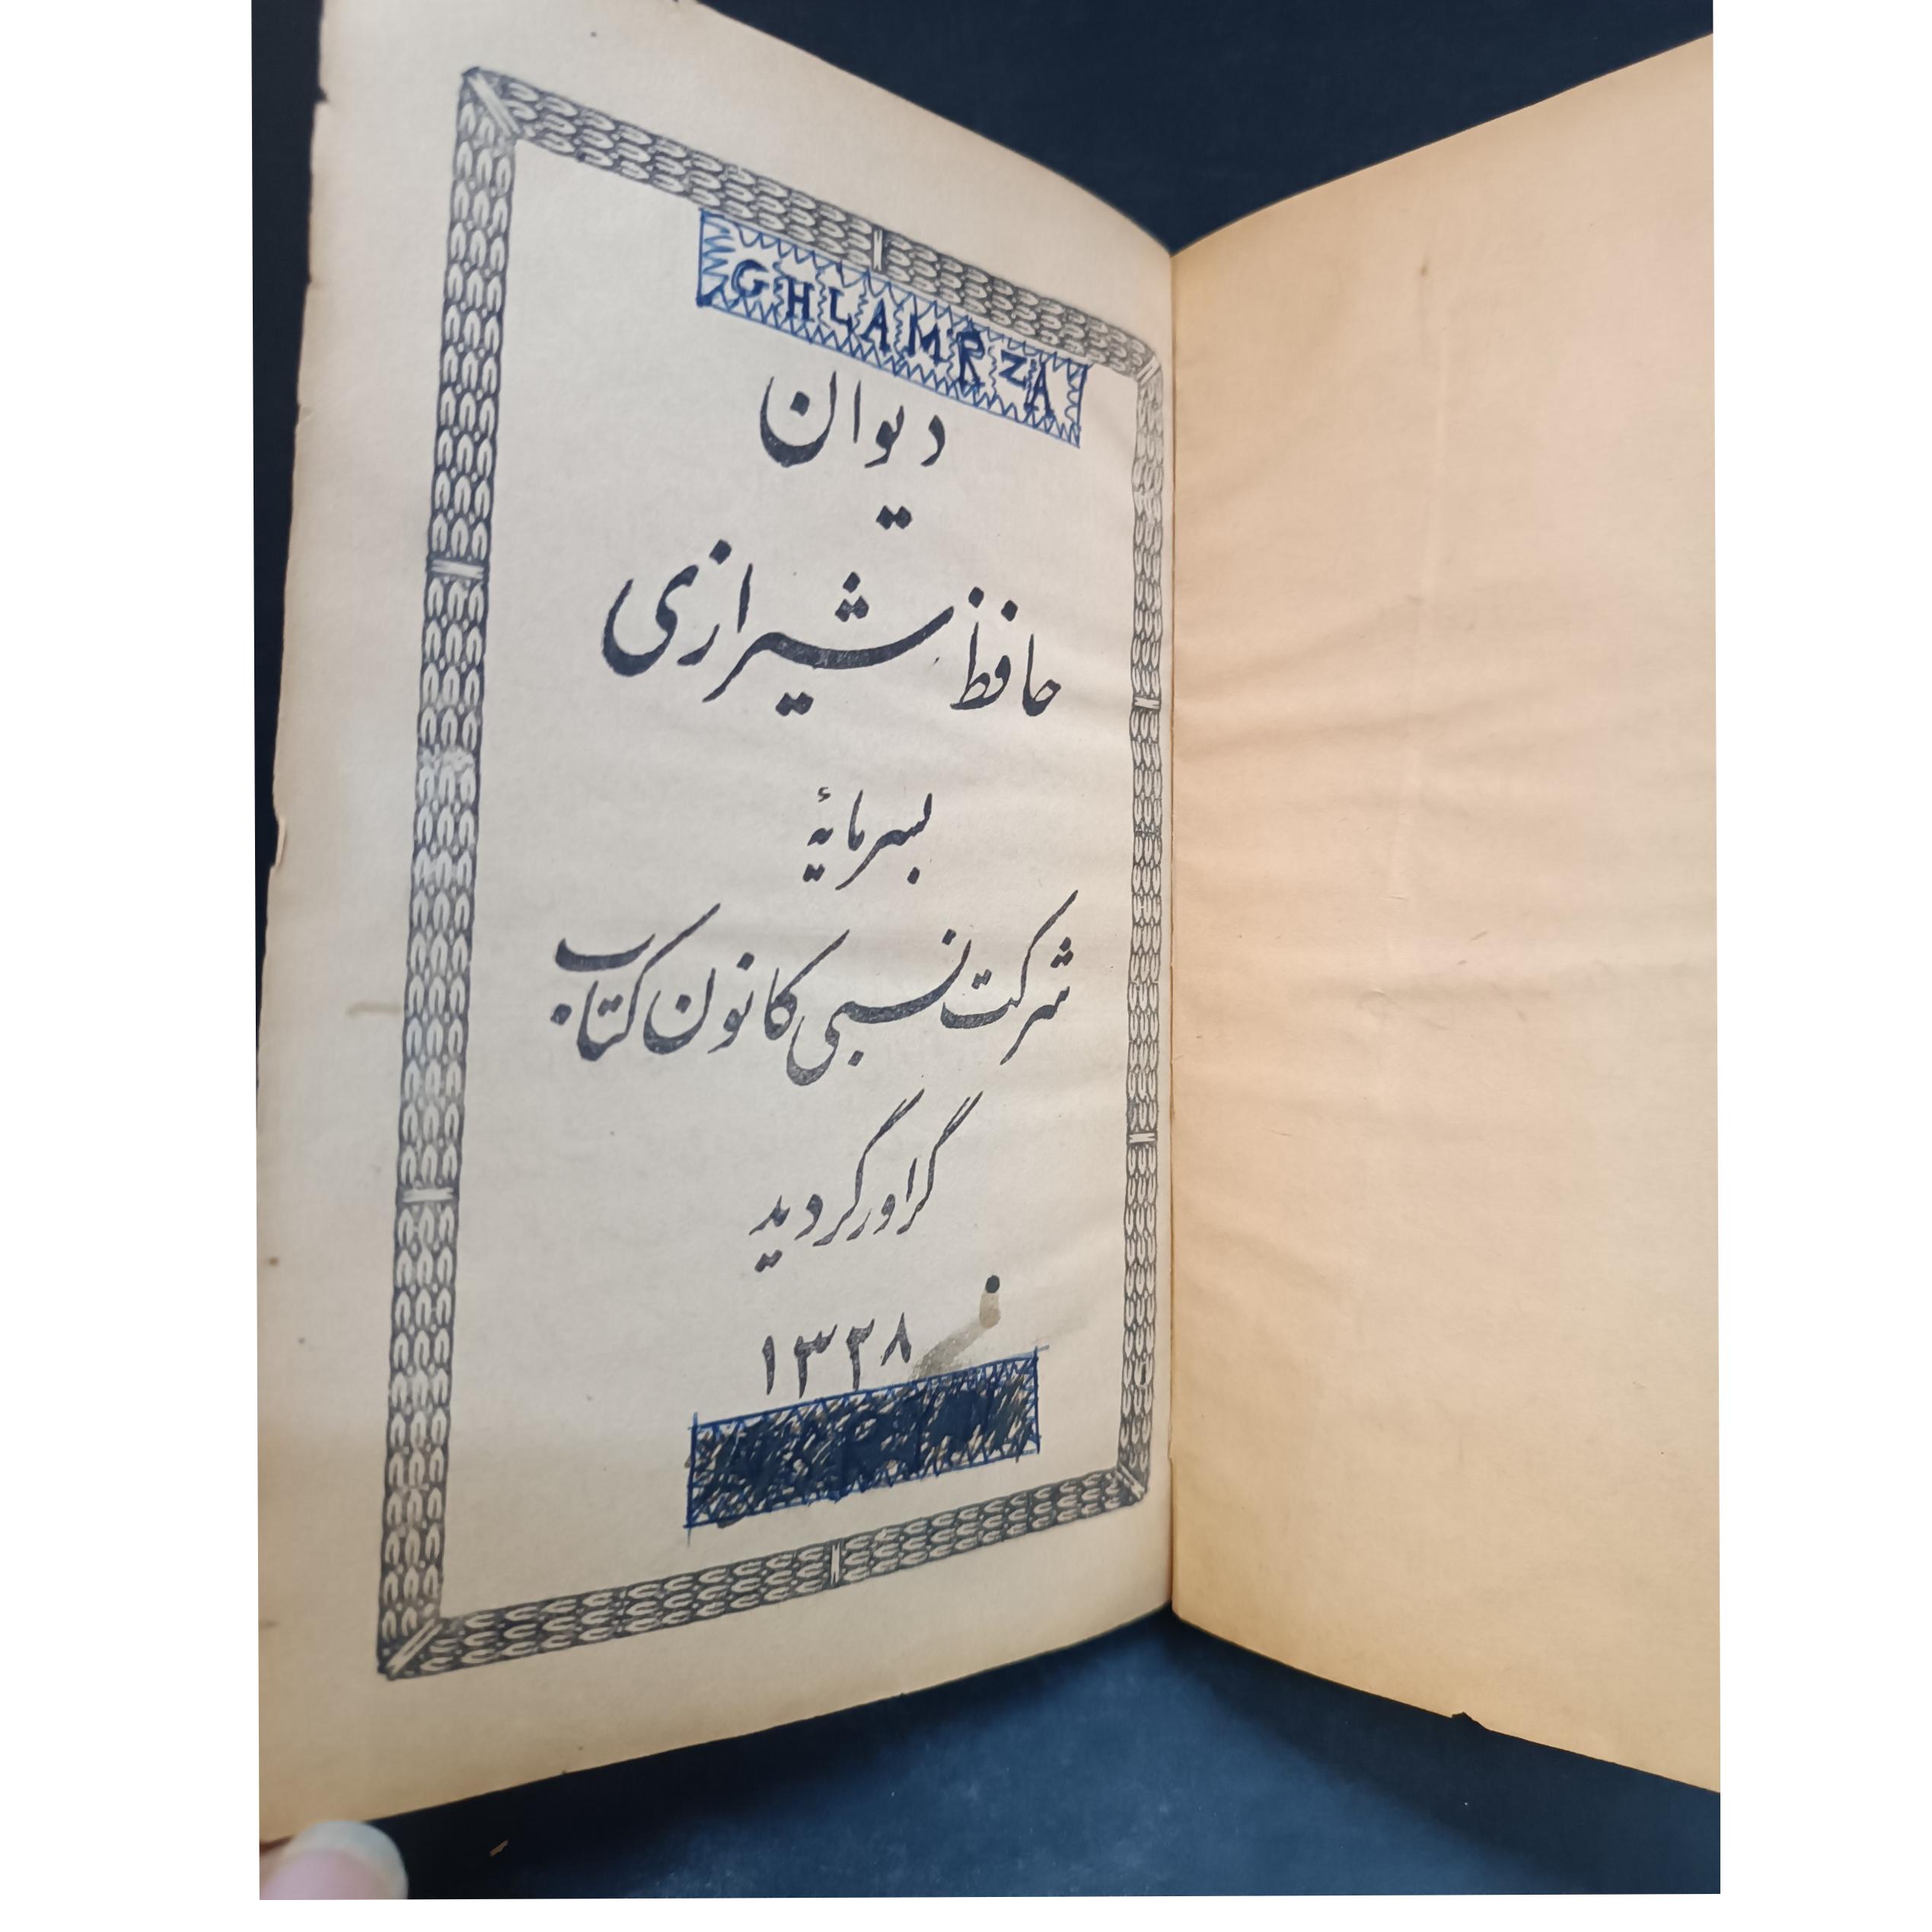 GHLAMRZA
دیوان
حافظ شیرازی
بسرمایهٔ
شرکت نسبی کانون کتاب
گراور گردید
۱۳۲۸